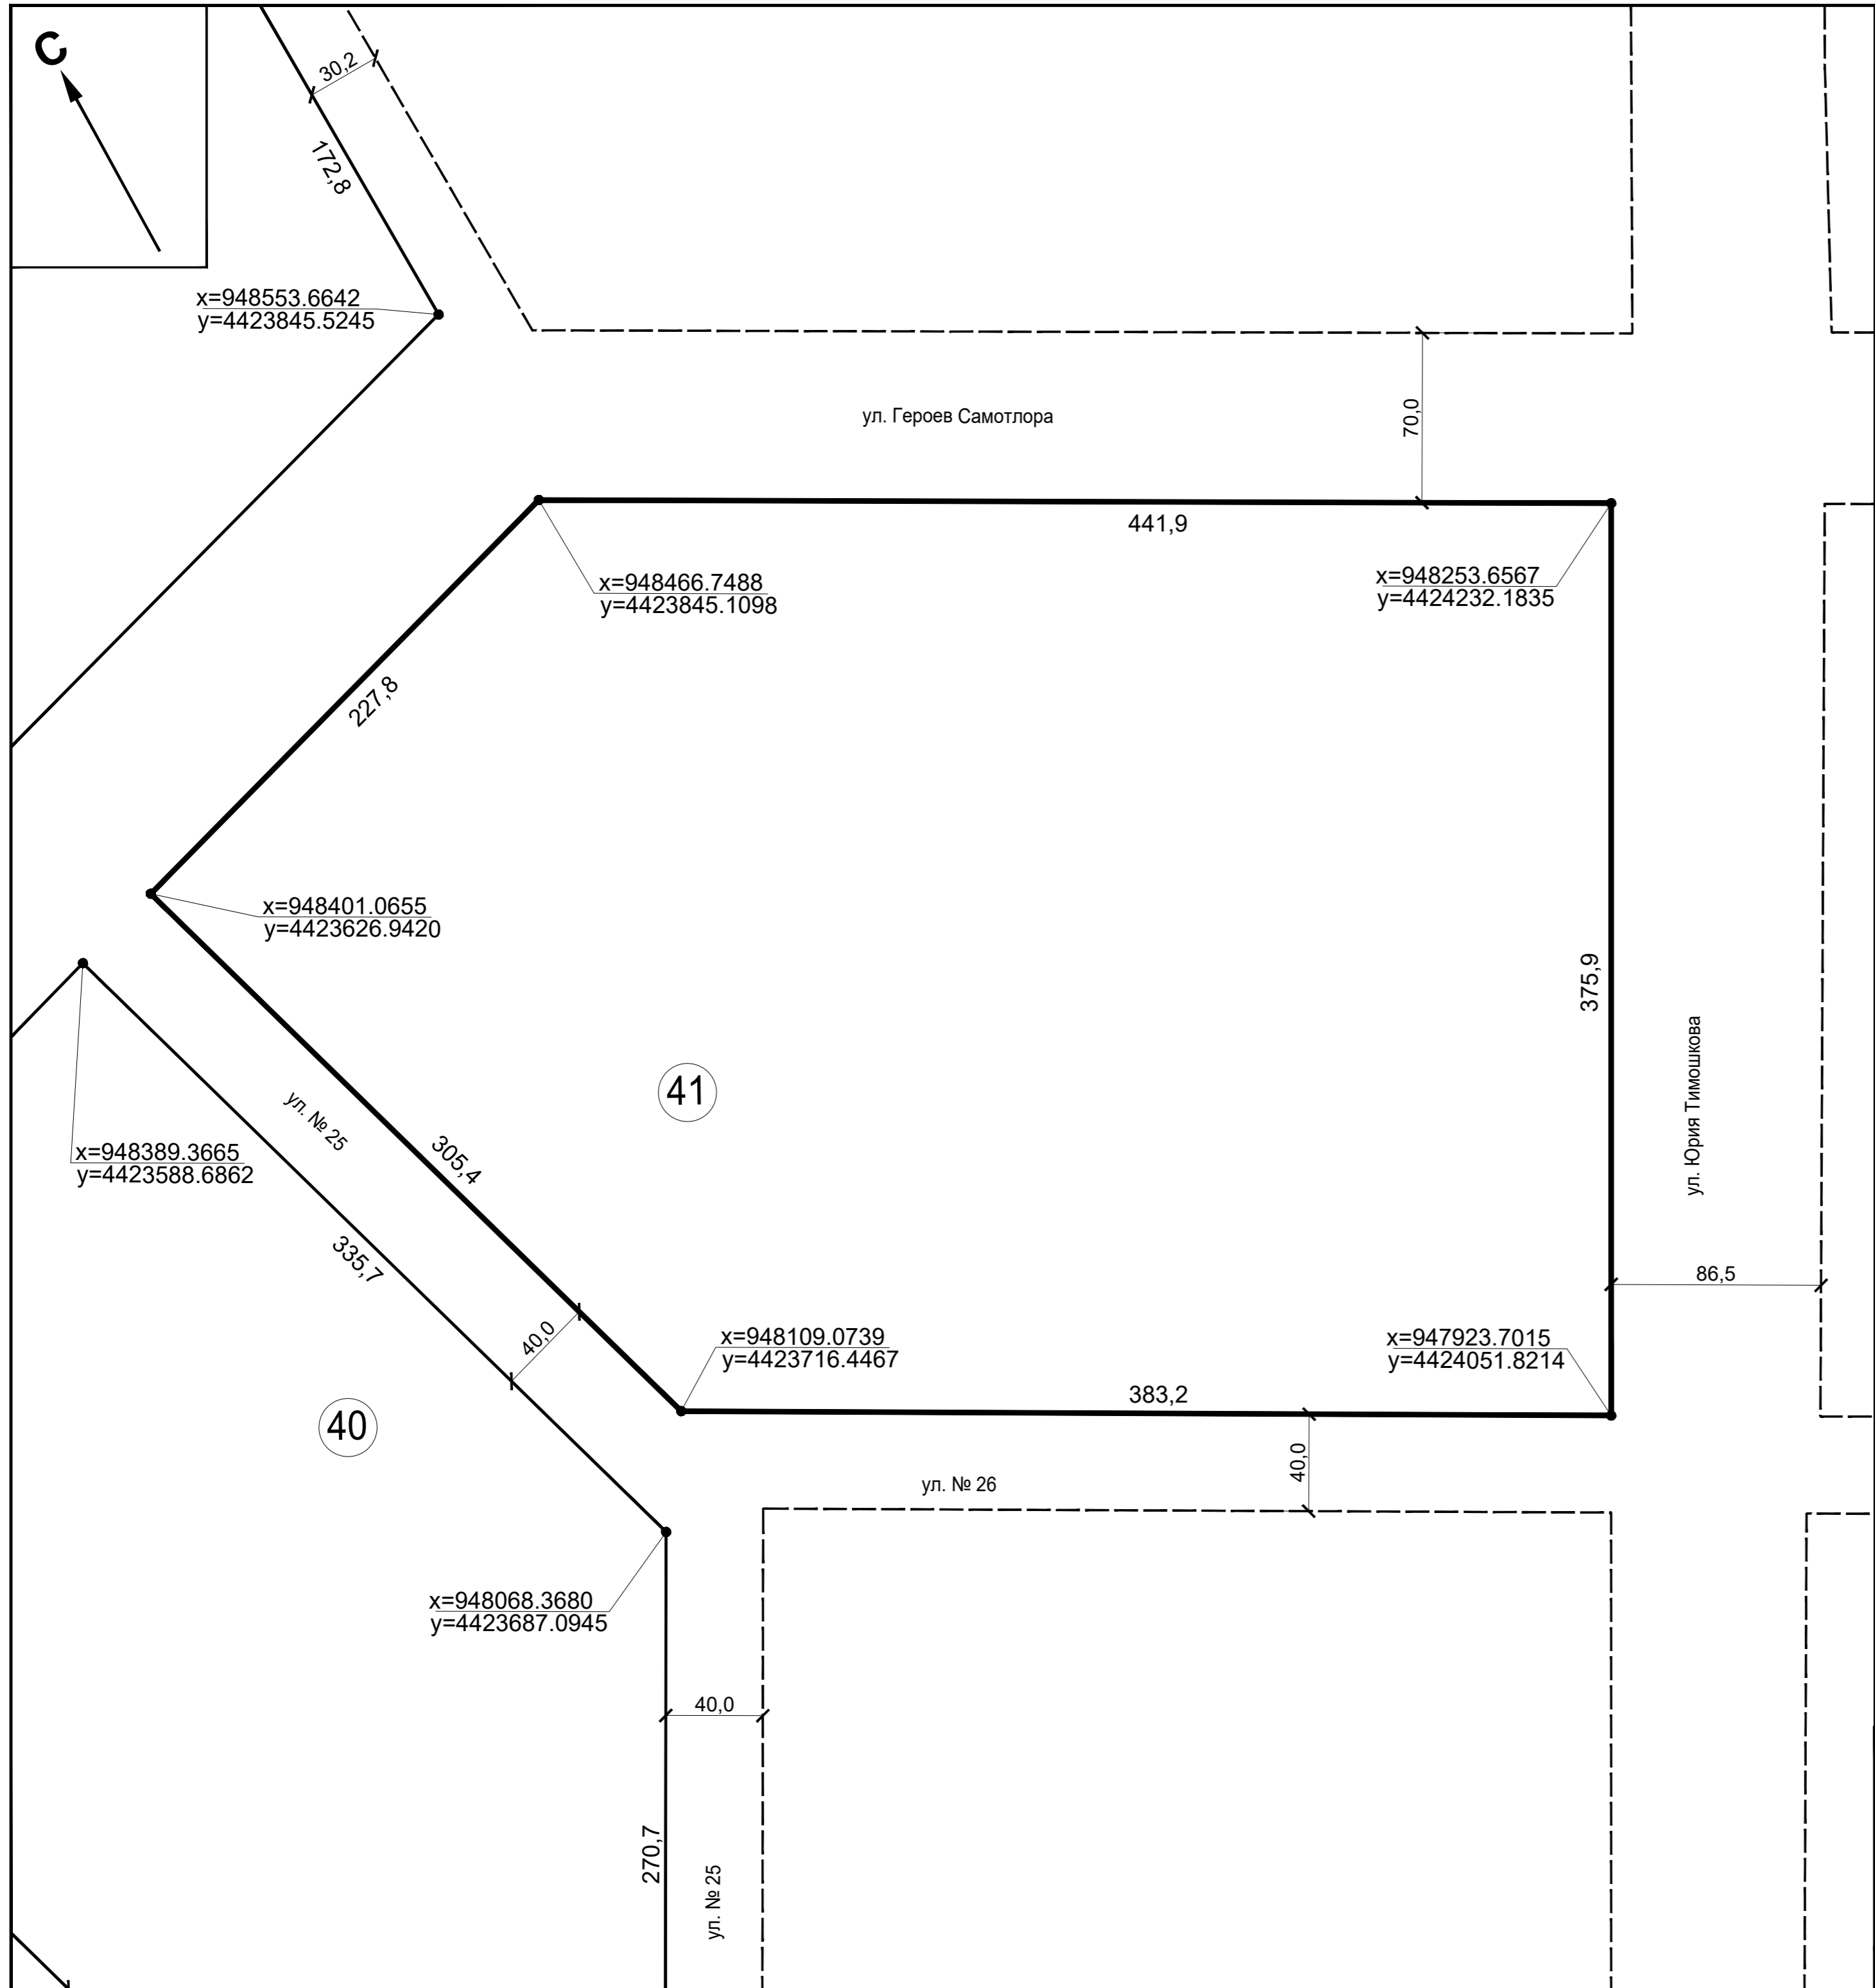 С
30,2
172,8
x=948553.6642
y=4423845.5245
ул. Героев Самотлора
70,0
441,9
x=948466.7488
y=4423845.1098
x=948253.6567
y=4424232.1835
227,8
x=948401.0655
y=4423626.9420
375,9
ул. Юрия Тимошкова
41
ул. № 25
305,4
x=948389.3665
y=4423588.6862
335,7
86,5
40,0
x=948109.0739
y=4423716.4467
x=947923.7015
y=4424051.8214
383,2
40
40,0
ул. № 26
x=948068.3680
y=4423687.0945
40,0
270,7
ул. № 25